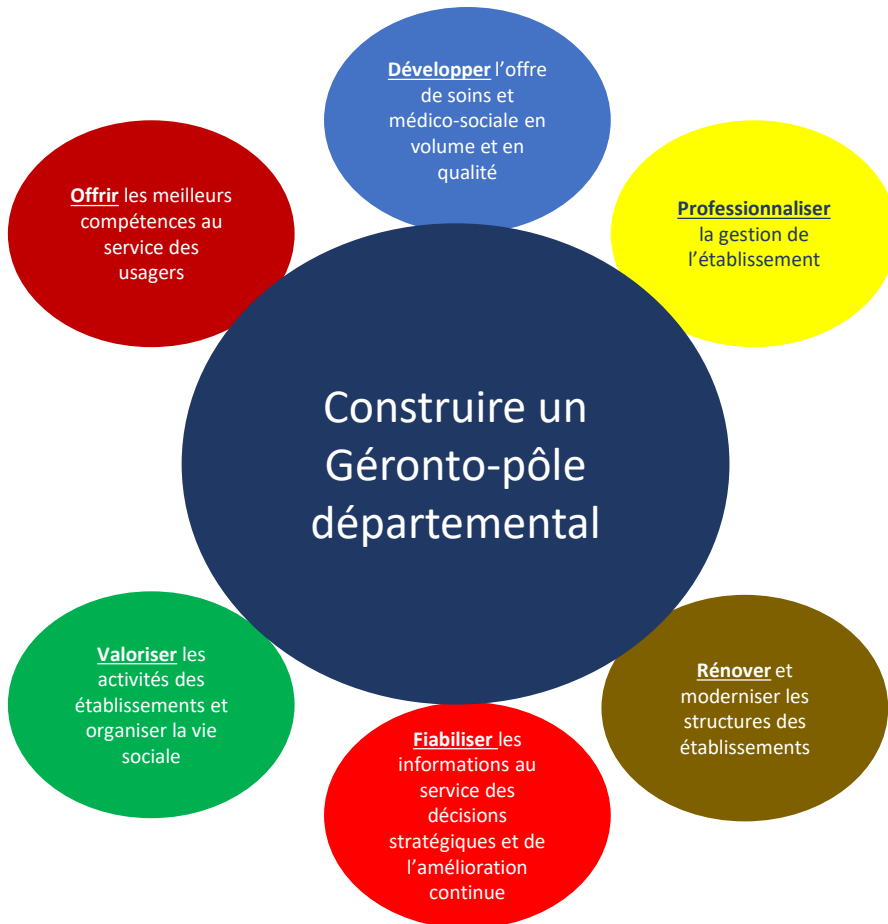 Développer l’offre
de soins et
médico-sociale en
volume et en
qualité
Offrir les meilleurs
compétences au
service des
usagers
Professionnaliser
la gestion de
l’établissement
Construire un
Géronto-pôle
départemental
Valoriser les
activités des
établissements et
organiser la vie
sociale
Rénover et
moderniser les
structures des
établissements
Fiabiliser les
informations au
service des
décisions
stratégiques et de
l’amélioration
continue